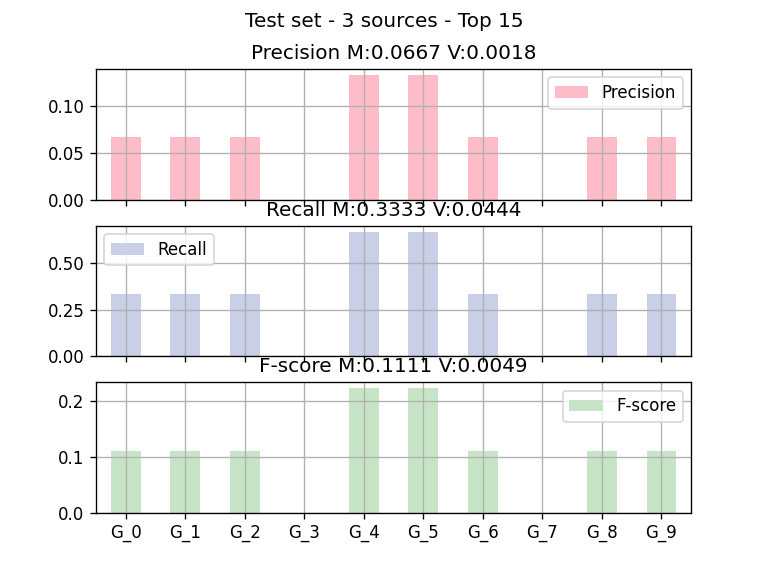 Test set - 3 sources - Top 15
Precision M:0.0667 V:0.0018
0.10
0.05
0.00
Precision
Recall M:0.3333 V:0.0444
0.50
0.25
0.00
Recall
F-score M:0.1111 V:0.0049
0.2
0.1
0.0
F-score
G_0 G_1 G_2 G_3 G_4 G_5 G_6 G_7 G_8 G_9